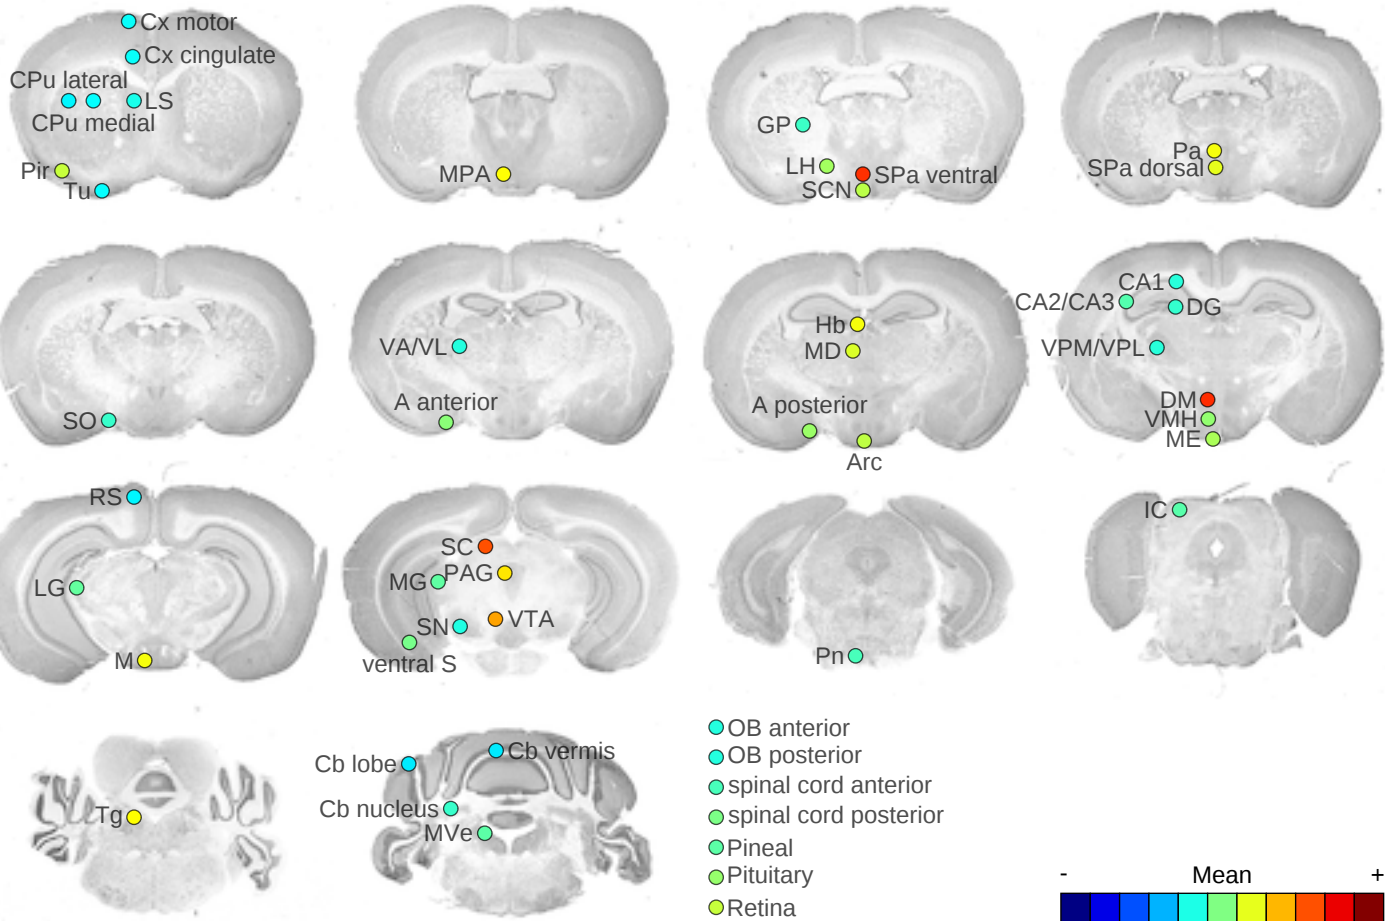 Cx motor
Cx cingulate
CPu lateral
LS
CPu medial
Pir
Tu
MPA
GP
LH
SPa ventral
SCN
Pa
SPa dorsal
SO
VA/VL
A anterior
Hb
MD
A posterior
Arc
CA1
CA2/CA3
DG
VPM/VPL
DM
VMH
ME
RS
LG
M
SC
MG
PAG
SN
VTA
ventral S
Pn
IC
Tg
Cb lobe
Cb vermis
Cb nucleus
MVe
OB anterior
OB posterior
spinal cord anterior
spinal cord posterior
Pineal
Pituitary
Retina
- Mean +